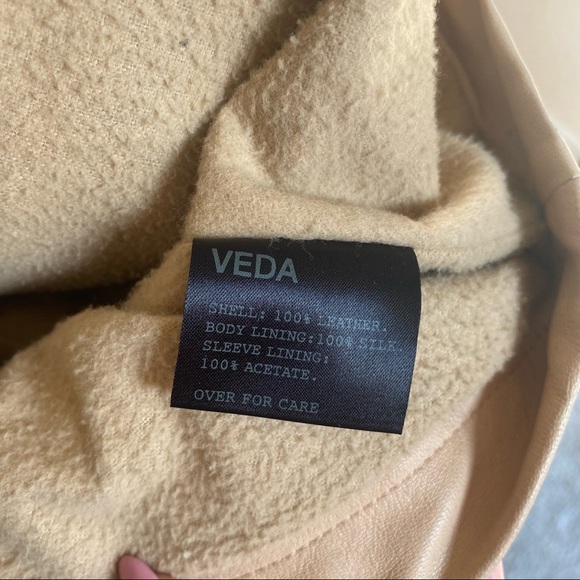 VEDA
SHELL: 100% LEATHER.
BODY LINING:100% SILK.
SLEEVE LINING:
100% ACETATE.
OVER FOR CARE